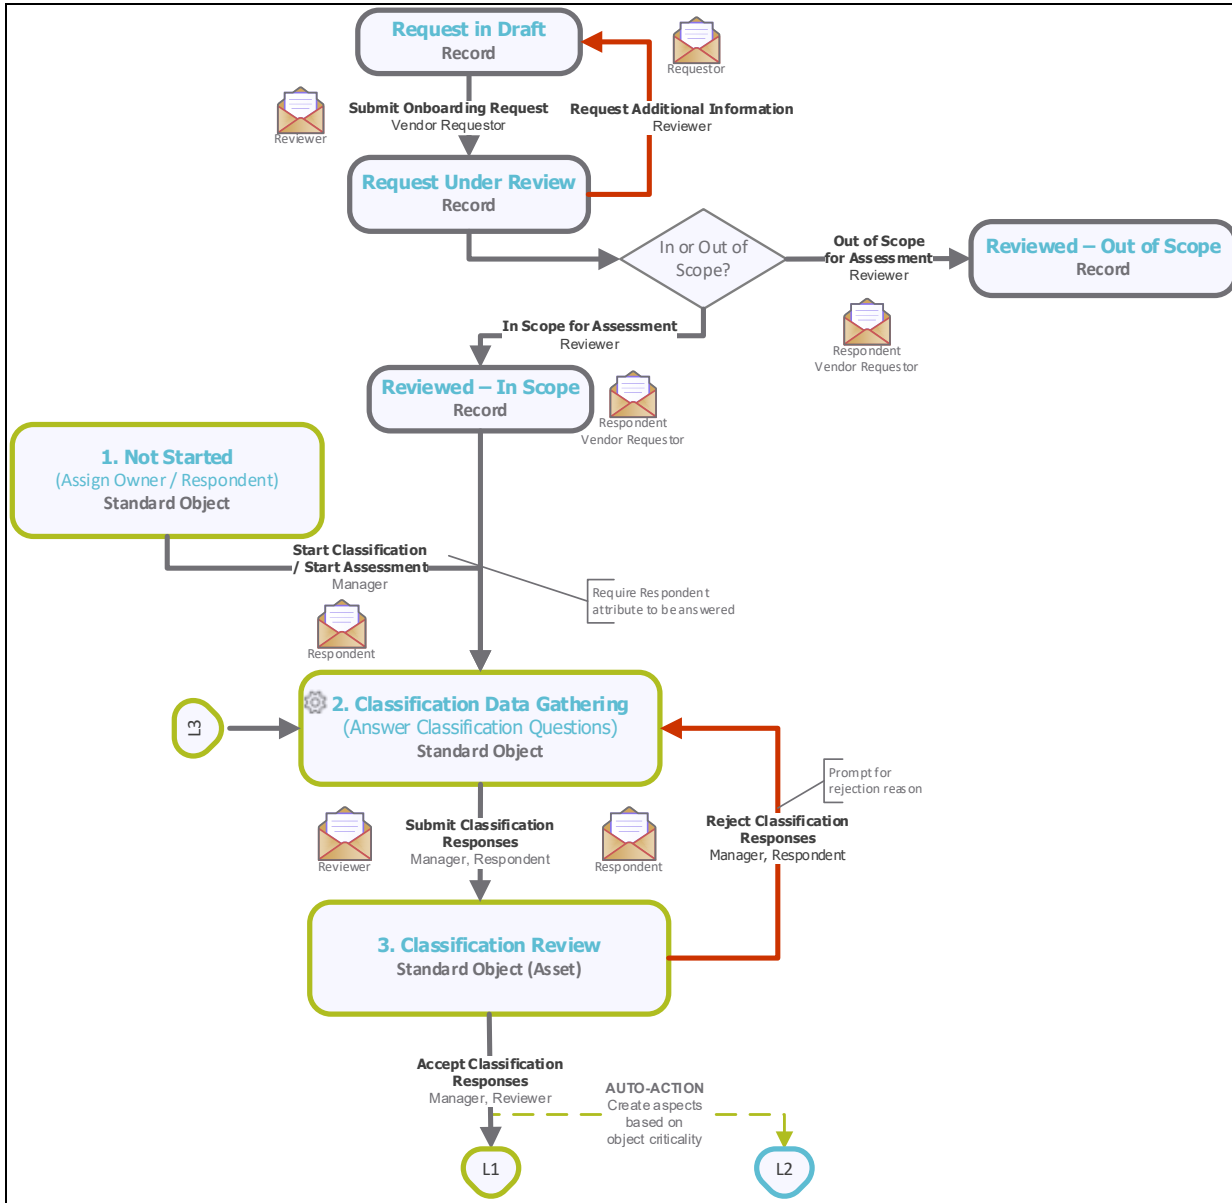 Request in Draft
Record
Requestor
Submit Onboarding Request
Vendor Requestor
Reviewer
Request Additional Information
Reviewer
Request Under Review
Record
In or Out of
Scope?
Out of Scope
for Assessment
Reviewer
Reviewed – Out of Scope
Record
Respondent
Vendor Requestor
In Scope for Assessment
Reviewer
Reviewed – In Scope
Record
Respondent
Vendor Requestor
1. Not Started
(Assign Owner / Respondent)
Standard Object
Start Classification
/ Start Assessment
Manager
Require Respondent
attribute to be answered
Respondent
L3
2. Classification Data Gathering
(Answer Classification Questions)
Standard Object
Prompt for
rejection reason
Reviewer
Submit Classification
Responses
Manager, Respondent
Respondent
Reject Classification
Responses
Manager, Respondent
3. Classification Review
Standard Object (Asset)
Accept Classification
Responses
Manager, Reviewer
AUTO-ACTION
Create aspects
based on
object criticality
L1
L2